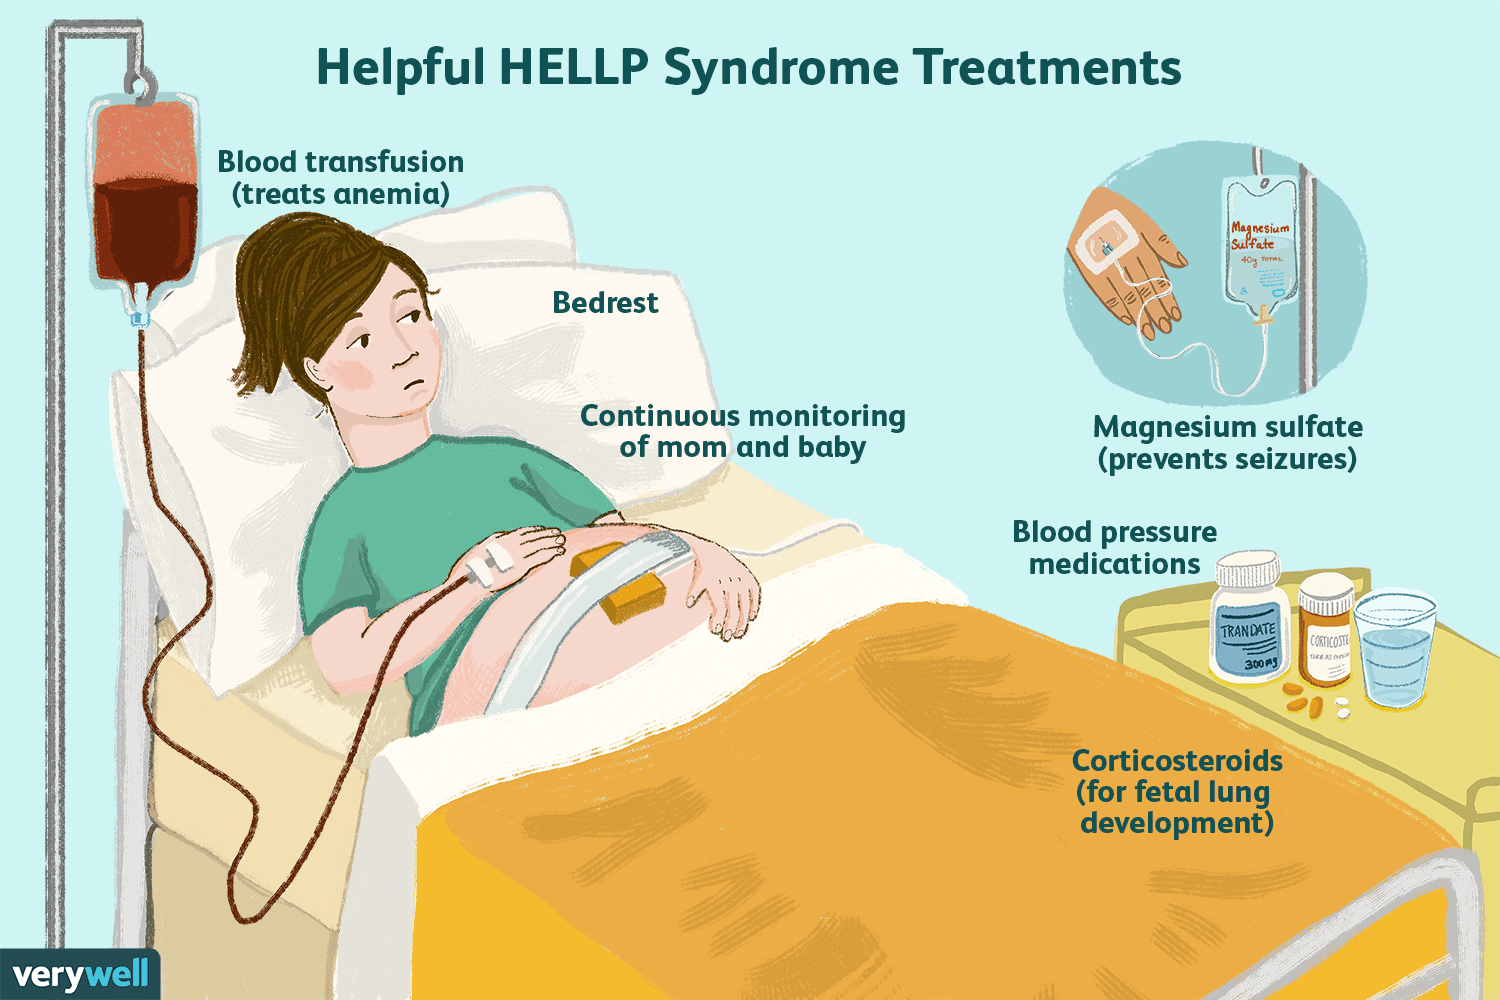 Helpful HELLP Syndrome Treatments
Blood transfusion
(treats anemia)
Bedrest
Continuous monitoring
of mom and baby
Magnesium
Sulfate
40g TOTAL
Magnesium sulfate
(prevents seizures)
Blood pressure
medications
TRANDATE
300mg
CORTICOSTE
Corticosteroids
(for fetal lung
development)
verywell